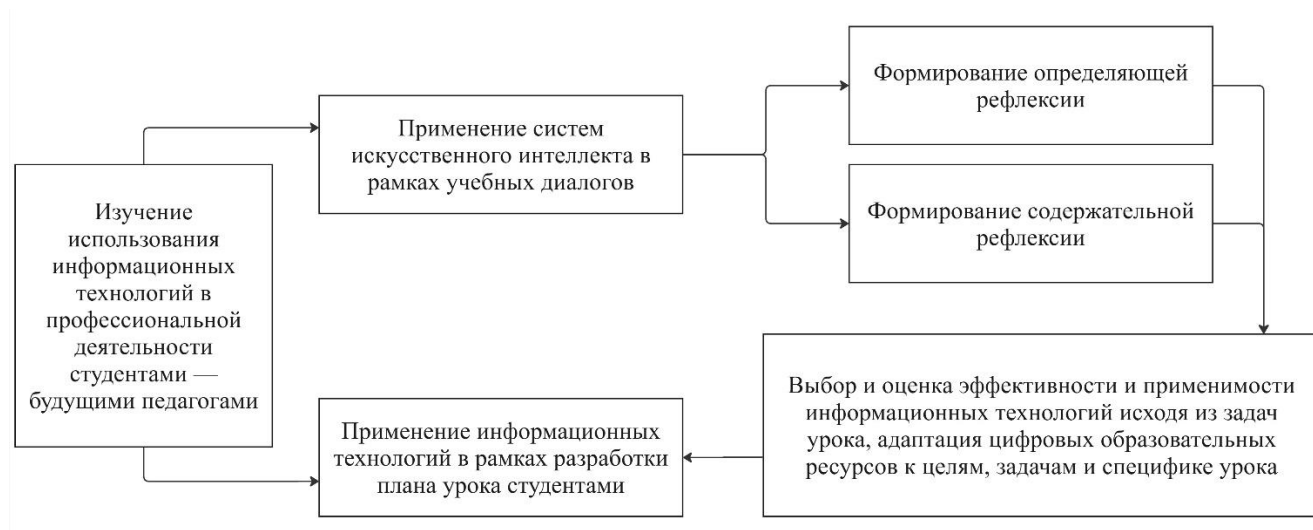 Изучение
использования
информационных
технологий в
профессиональной
деятельности
студентами —
будущими педагогами
Применение систем
искусственного интеллекта в
рамках учебных диалогов
Формирование определяющей
рефлексии
Формирование содержательной
рефлексии
Выбор и оценка эффективности и применимости
информационных технологий исходя из задач
урока, адаптация цифровых образовательных
ресурсов к целям, задачам и специфике урока
Применение информационных
технологий в рамках разработки
плана урока студентами